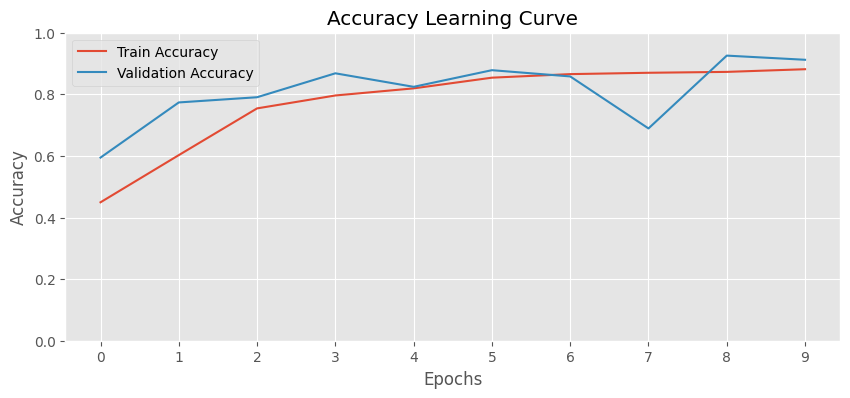 Accuracy Learning Curve
Train Accuracy
Validation Accuracy
Accuracy
1.0
0.8
0.6
0.4
0.2
0.0
0 1 2 3 4 5 6 7 8 9
Epochs